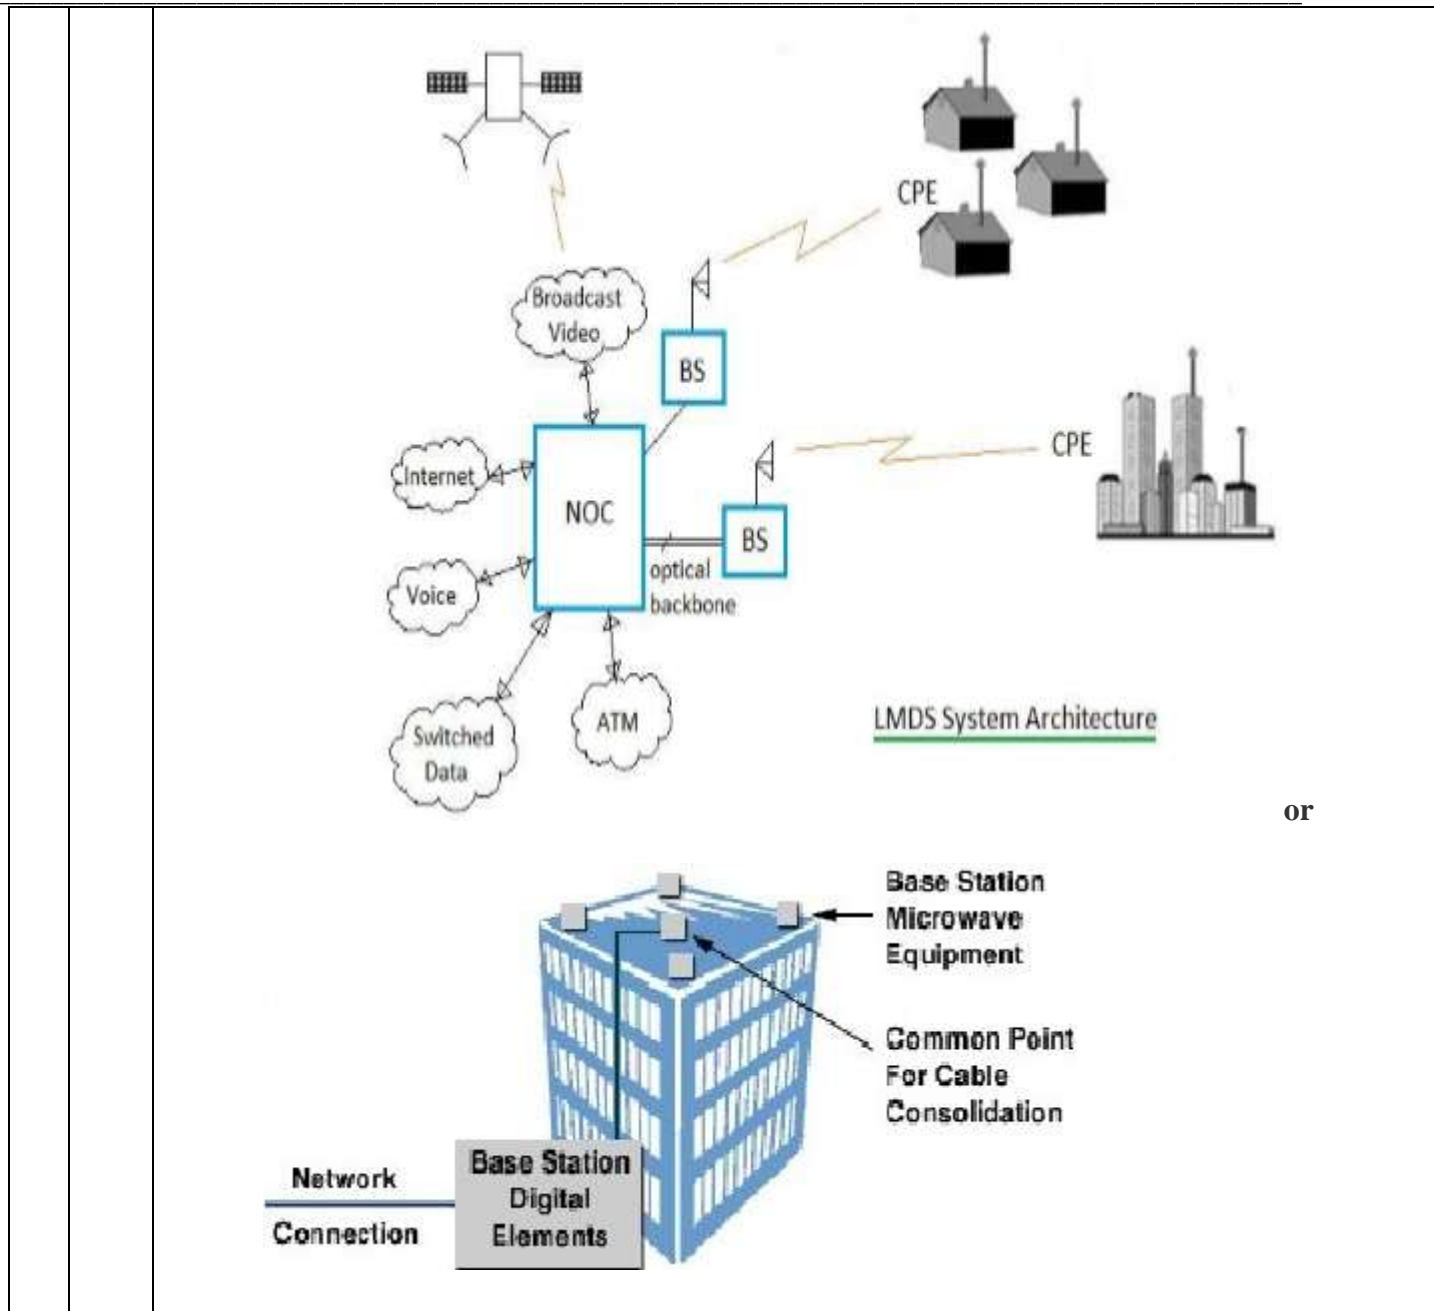 CPE
Broadcast
Video
BS
CPE
Internet
NOC
BS
optical
backbone
Voice
ATM
Switched
Data
LMDS System Architecture
or
Base Station
Microwave
Equipment
Common Point
For Cable
Consolidation
Base Station
Digital
Elements
Network
Connection